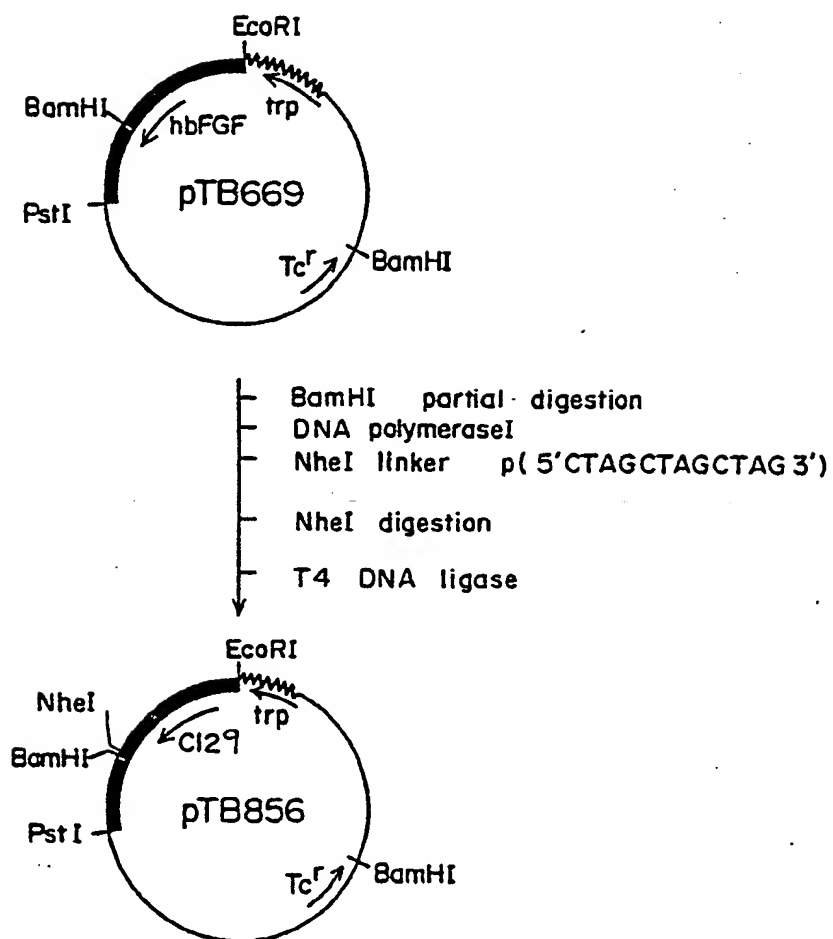 EcoRI
trp
BamHI
hbFGF
pTB669
PstI
Tcr
BamHI
BamHI partial digestion
DNA polymeraseI
NheI linker p(5'CTAGCTAGCTAG3')
NheI digestion
T4 DNA ligase
EcoRI
trp
NheI
C129
BamHI
pTB856
PstI
Tcr
BamHI